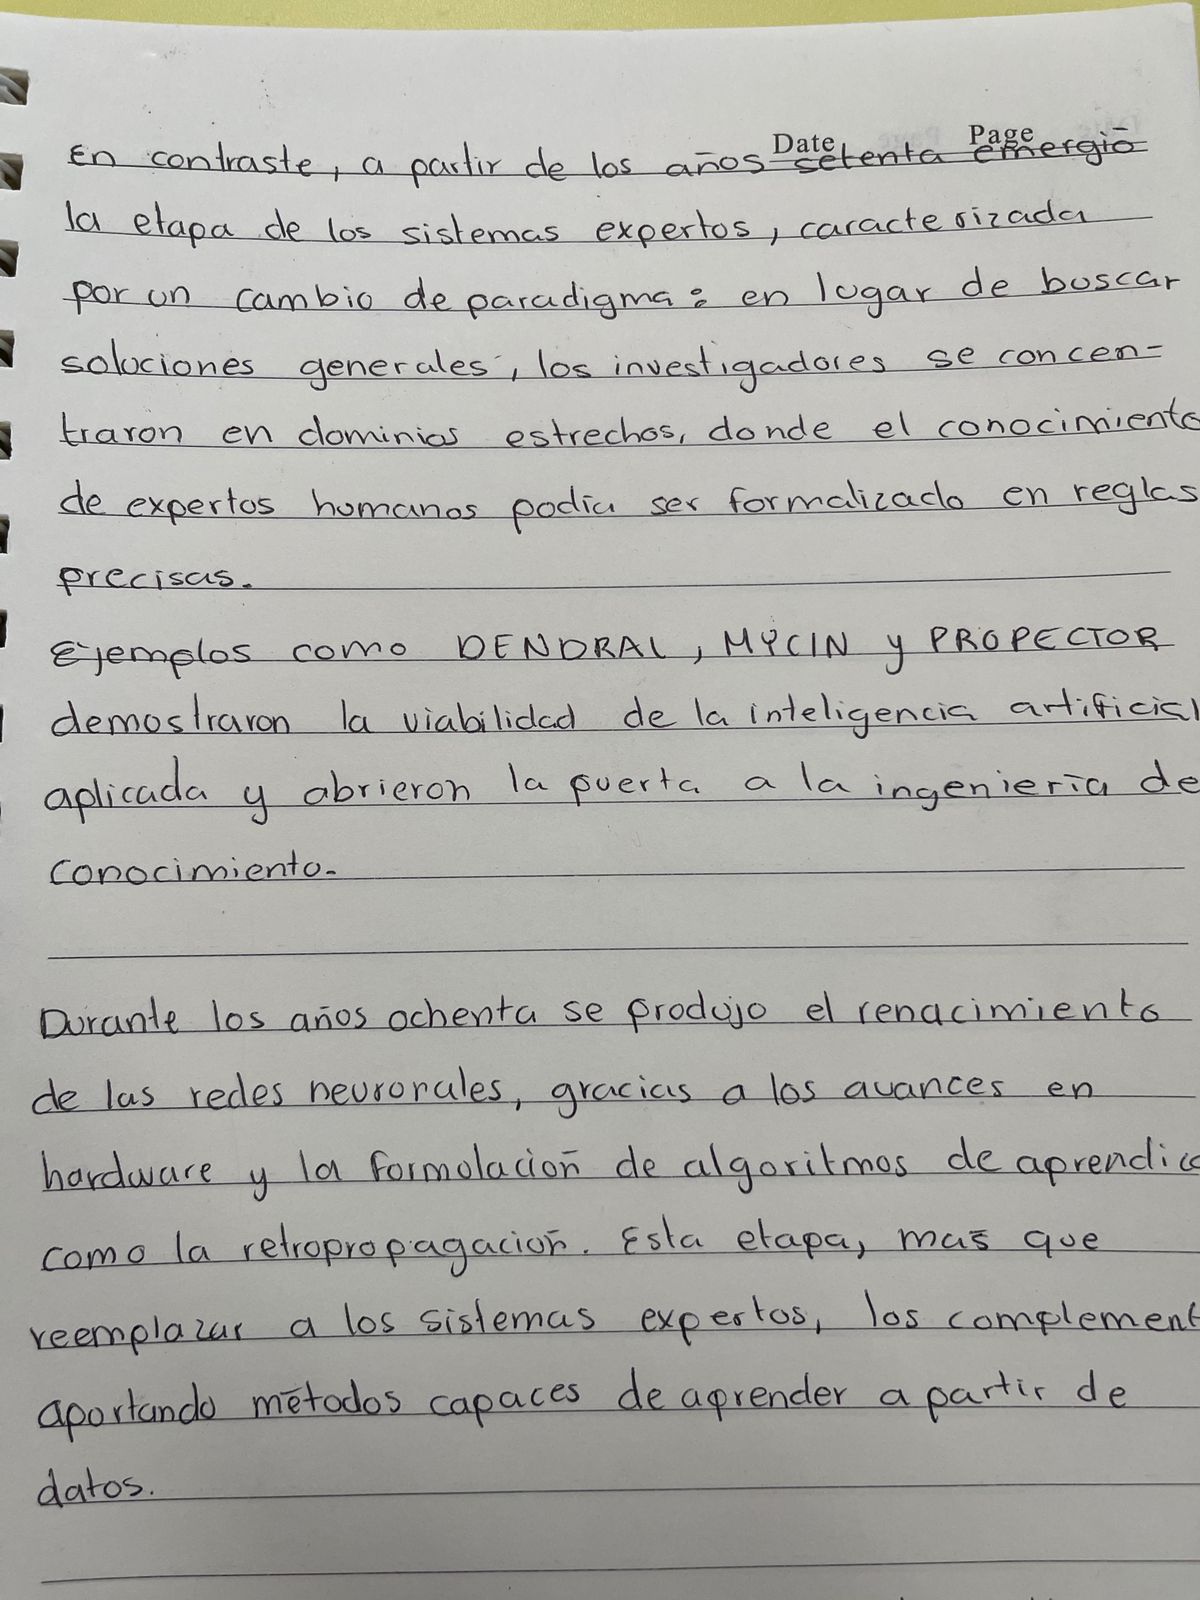 Date Page
En contraste, a partir de los años setenta emergió
la etapa de los sistemas expertos, caracterizada
por un cambio de paradigma: en lugar de buscar
soluciones generales, los investigadores se concen-
traron en dominios estrechos, donde el conocimiento
de expertos humanos podía ser formalizado en reglas
precisas.
Ejemplos como DENDRAL, MYCIN y PROPECTOR
demostraron la viabilidad de la inteligencia artificial
aplicada y abrieron la puerta a la ingeniería de
conocimiento.
Durante los años ochenta se produjo el renacimiento
de las redes neuronales, gracias a los avances en
hardware y la formulación de algoritmos de
como la retropropagación. Esta etapa, más que
reemplazar a los sistemas expertos, los complement
aportando métodos capaces de aprender a partir de
datos.